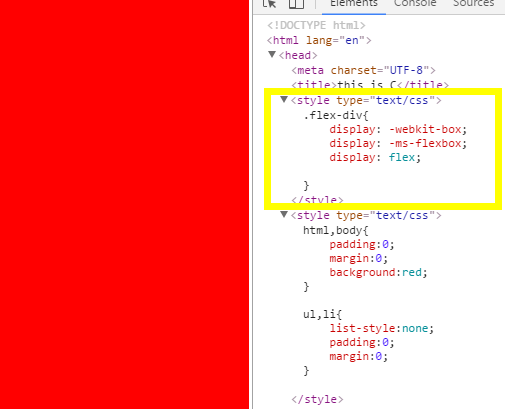 Elements Console Sources
<!DOCTYPE html>
<html lang="en">
<head>
<meta charset="UTF-8">
<title>this is C</title>
<style type="text/css">
.flex-div{
display: -webkit-box;
display: -ms-flexbox;
display: flex;
}
</style>
<style type="text/css">
html,body{
padding:0;
margin:0;
background:red;
}
ul,li{
list-style:none;
padding:0;
margin:0;
}
</style>